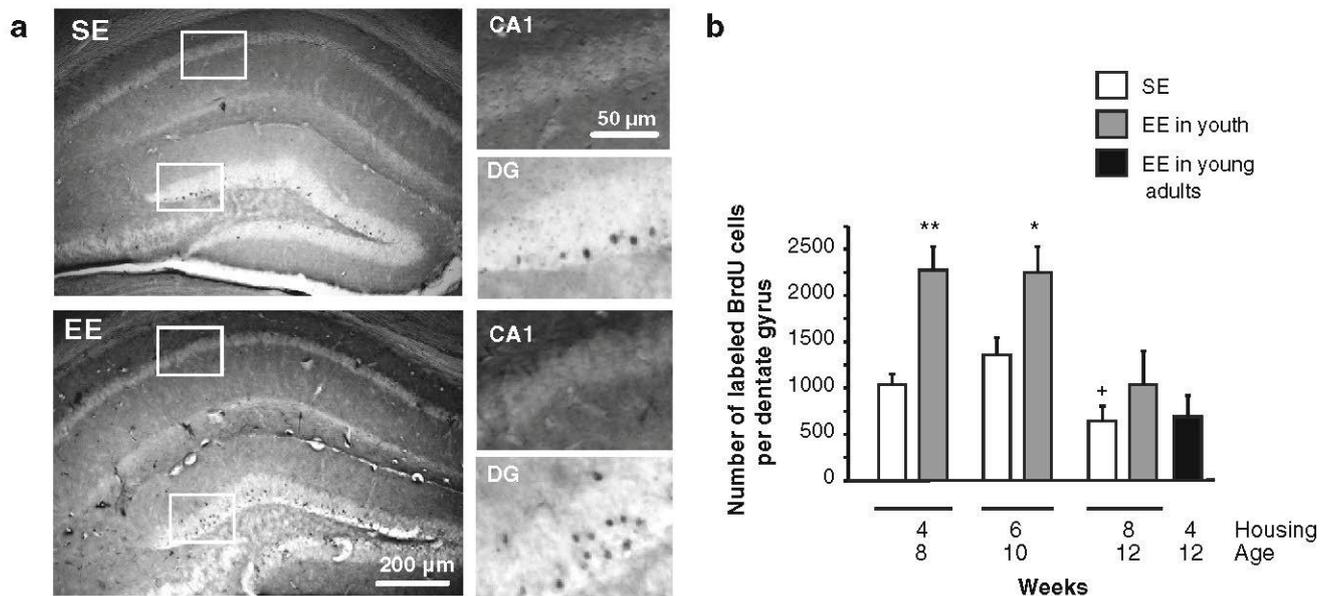 a
SE
CA1
50 µm
DG
EE
CA1
DG
200 µm
b
SE
EE in youth
EE in young
adults
Number of labeled BrdU cells
per dentate gyrus
2500
2000
1500
1000
500
0
**
*
+
4 6 8 4 Housing
8 10 12 12 Age
Weeks